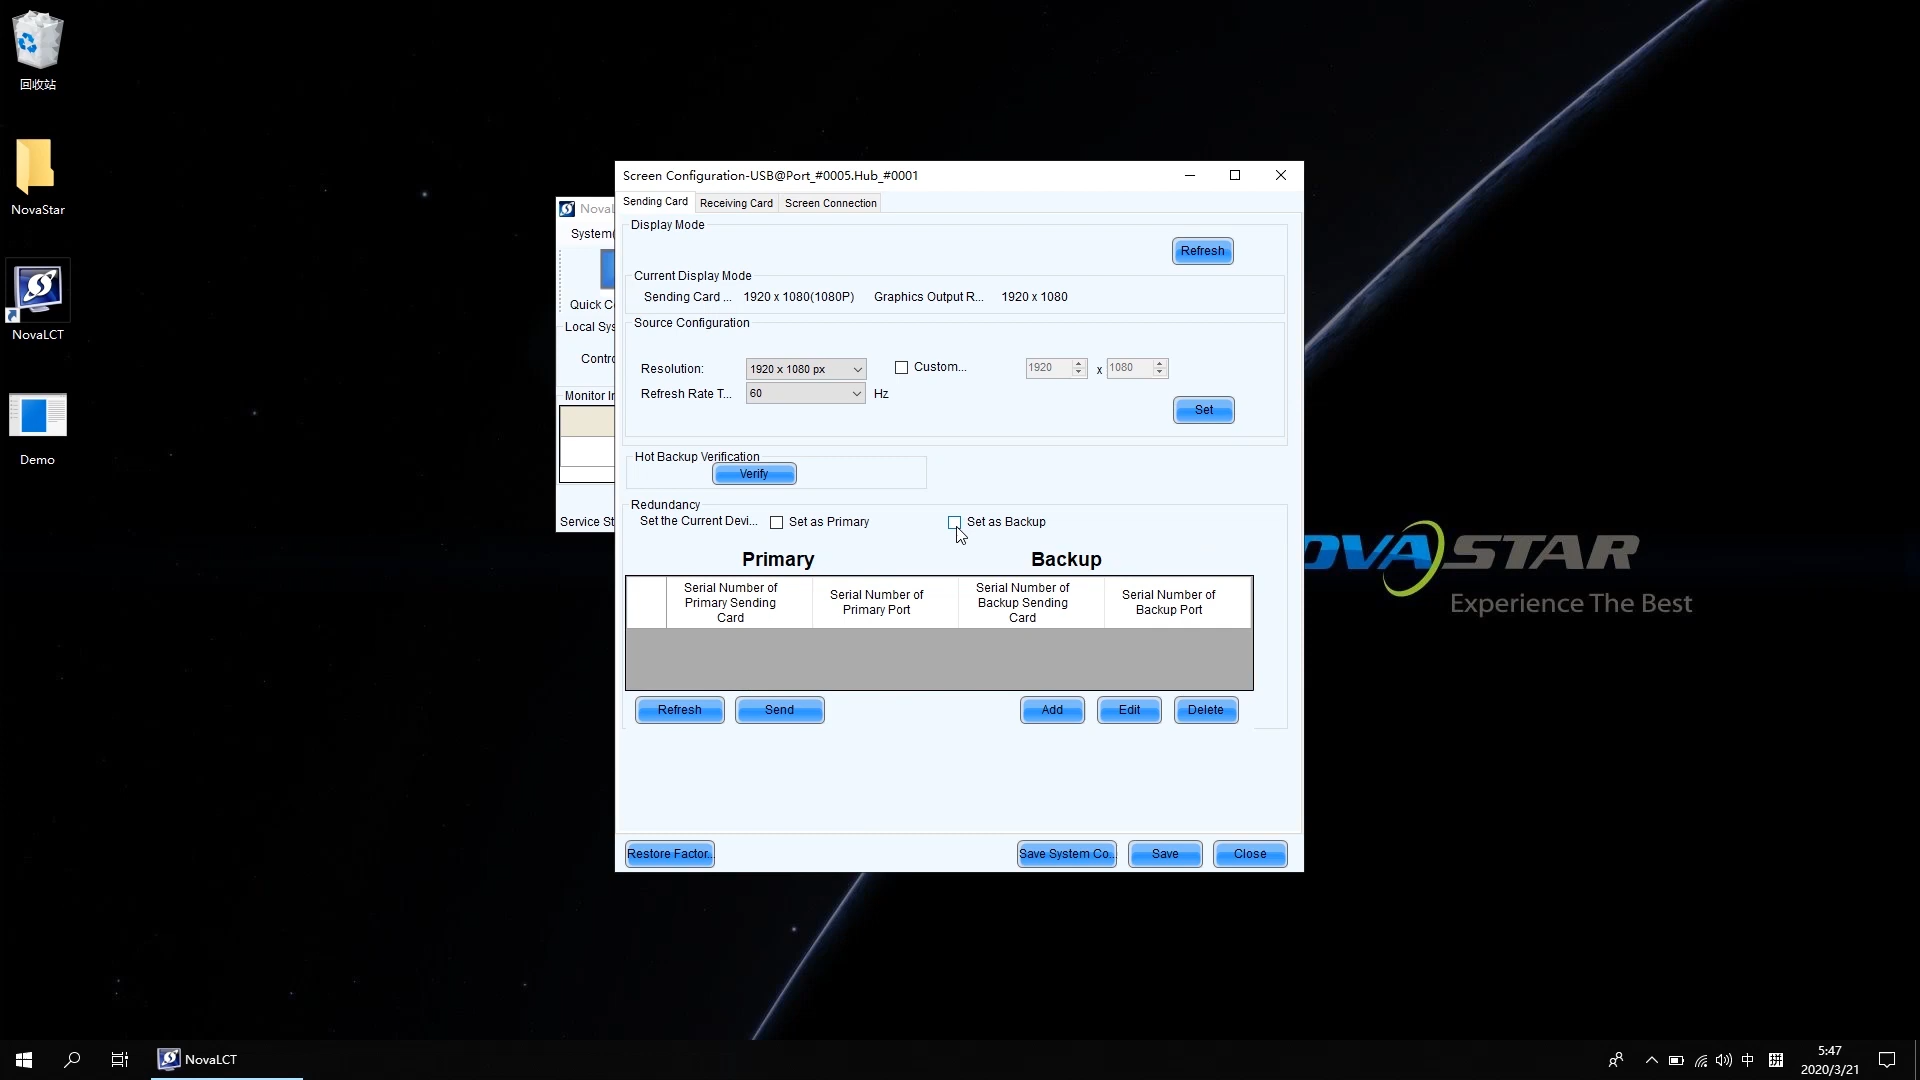 回收站
NovaStar
NovaLCT
Demo
System(
Quick C
Local Sys
Contro
Monitor In
Service St
Screen Configuration-USB@Port_#0005.Hub_#0001
Sending Card Receiving Card Screen Connection
Display Mode
Refresh
Current Display Mode
Sending Card ... 1920 x 1080(1080P) Graphics Output R... 1920 x 1080
Source Configuration
Resolution: 1920 x 1080 px Custom... 1920 x 1080
Refresh Rate T... 60 Hz
Set
Hot Backup Verification
Verify
Redundancy
Set the Current Devi... Set as Primary Set as Backup
Primary Backup
Serial Number of Primary Sending Card
Serial Number of Primary Port
Serial Number of Backup Sending Card
Serial Number of Backup Port
Refresh Send Add Edit Delete
Restore Factor... Save System Co... Save Close
OVASTAR
Experience The Best
NovaLCT
中
拼
5:47
2020/3/21